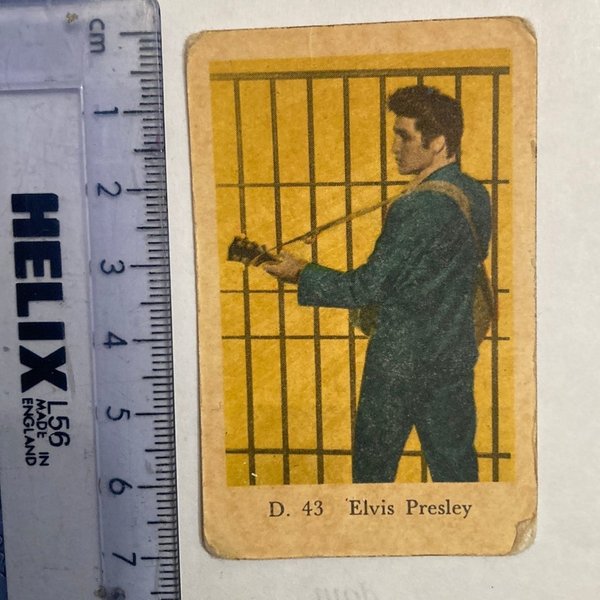 cm
1
2
3
4
5
6
7
HELIX
L56
MADE IN
ENGLAND
D. 43 Elvis Presley